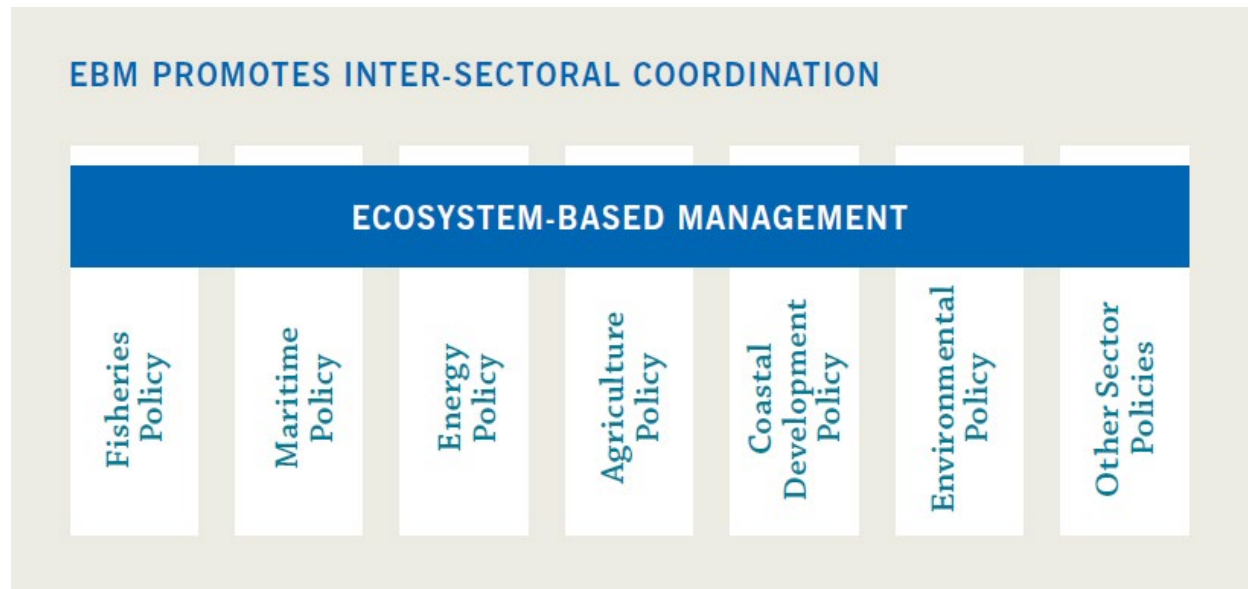 EBM PROMOTES INTER-SECTORAL COORDINATION
ECOSYSTEM-BASED MANAGEMENT
Fisheries
Policy
Maritime
Policy
Energy
Policy
Agriculture
Policy
Coastal
Development
Policy
Environmental
Policy
Other Sector
Policies